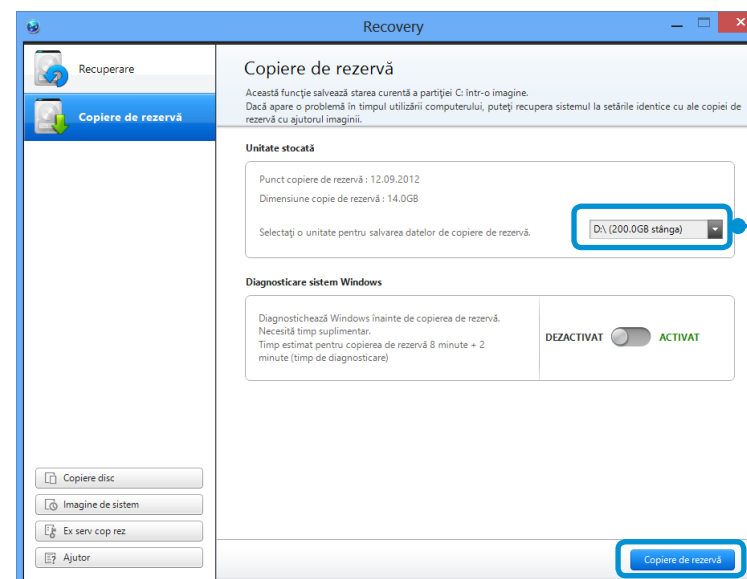 Recovery
Recuperare
Copiere de rezervă
Copiere de rezervă
Această funcţie salvează starea curentă a partiţiei C: într-o imagine.
Dacă apare o problemă în timpul utilizării computerului, puteţi recupera sistemul la setările identice cu ale copiei de
rezervă cu ajutorul imaginii.
Unitate stocată
Punct copiere de rezervă : 12.09.2012
Dimensiune copie de rezervă : 14.0GB
Selectaţi o unitate pentru salvarea datelor de copiere de rezervă.
D:\ (200.0GB stânga)
Diagnosticare sistem Windows
Diagnostichează Windows înainte de copierea de rezervă.
Necesită timp suplimentar.
Timp estimat pentru copierea de rezervă 8 minute + 2
minute (timp de diagnosticare)
DEZACTIVAT ACTIVAT
Copiere disc
Imagine de sistem
Ex serv cop rez
Ajutor
Copiere de rezervă